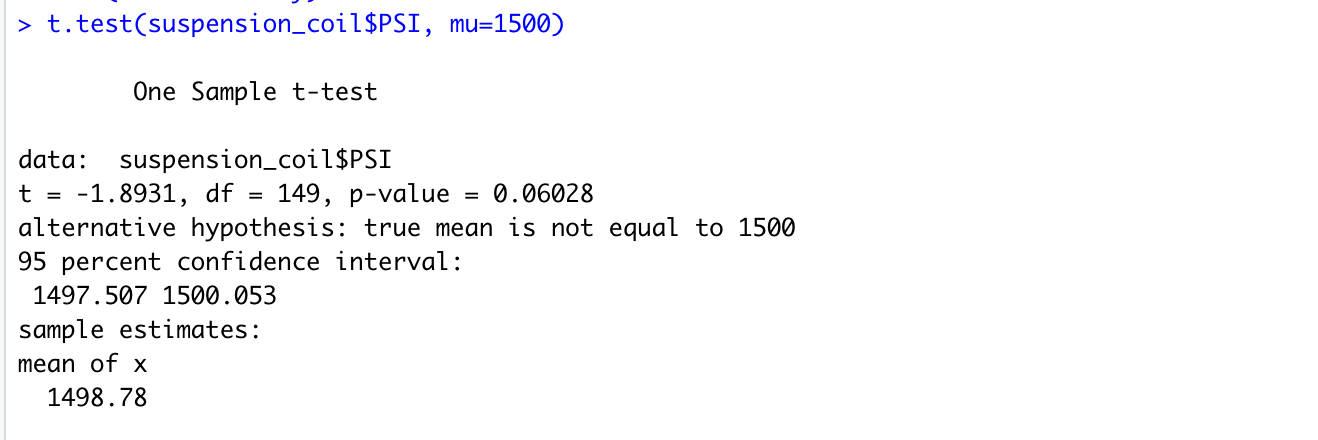 > t.test(suspension_coil$PSI, mu=1500)
One Sample t-test
data:  suspension_coil$PSI
t = -1.8931, df = 149, p-value = 0.06028
alternative hypothesis: true mean is not equal to 1500
95 percent confidence interval:
 1497.507 1500.053
sample estimates:
mean of x
  1498.78